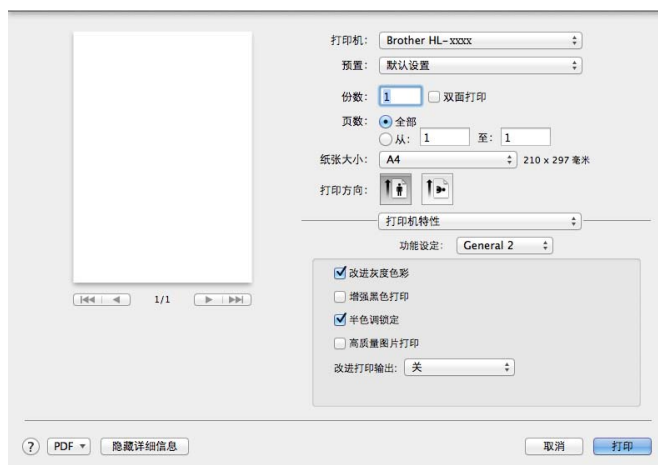 打印机: Brother HL-xxxx
预置: 默认设置
份数: 1 双面打印
页数: 全部
从: 1 至: 1
纸张大小: A4 210 x 297 毫米
打印方向:
打印机特性
功能设定: General 2
改进灰度色彩
增强黑色打印
1/1
半色调锁定
高质量图片打印
改进打印输出: 关
? PDF 隐藏详细信息 取消 打印